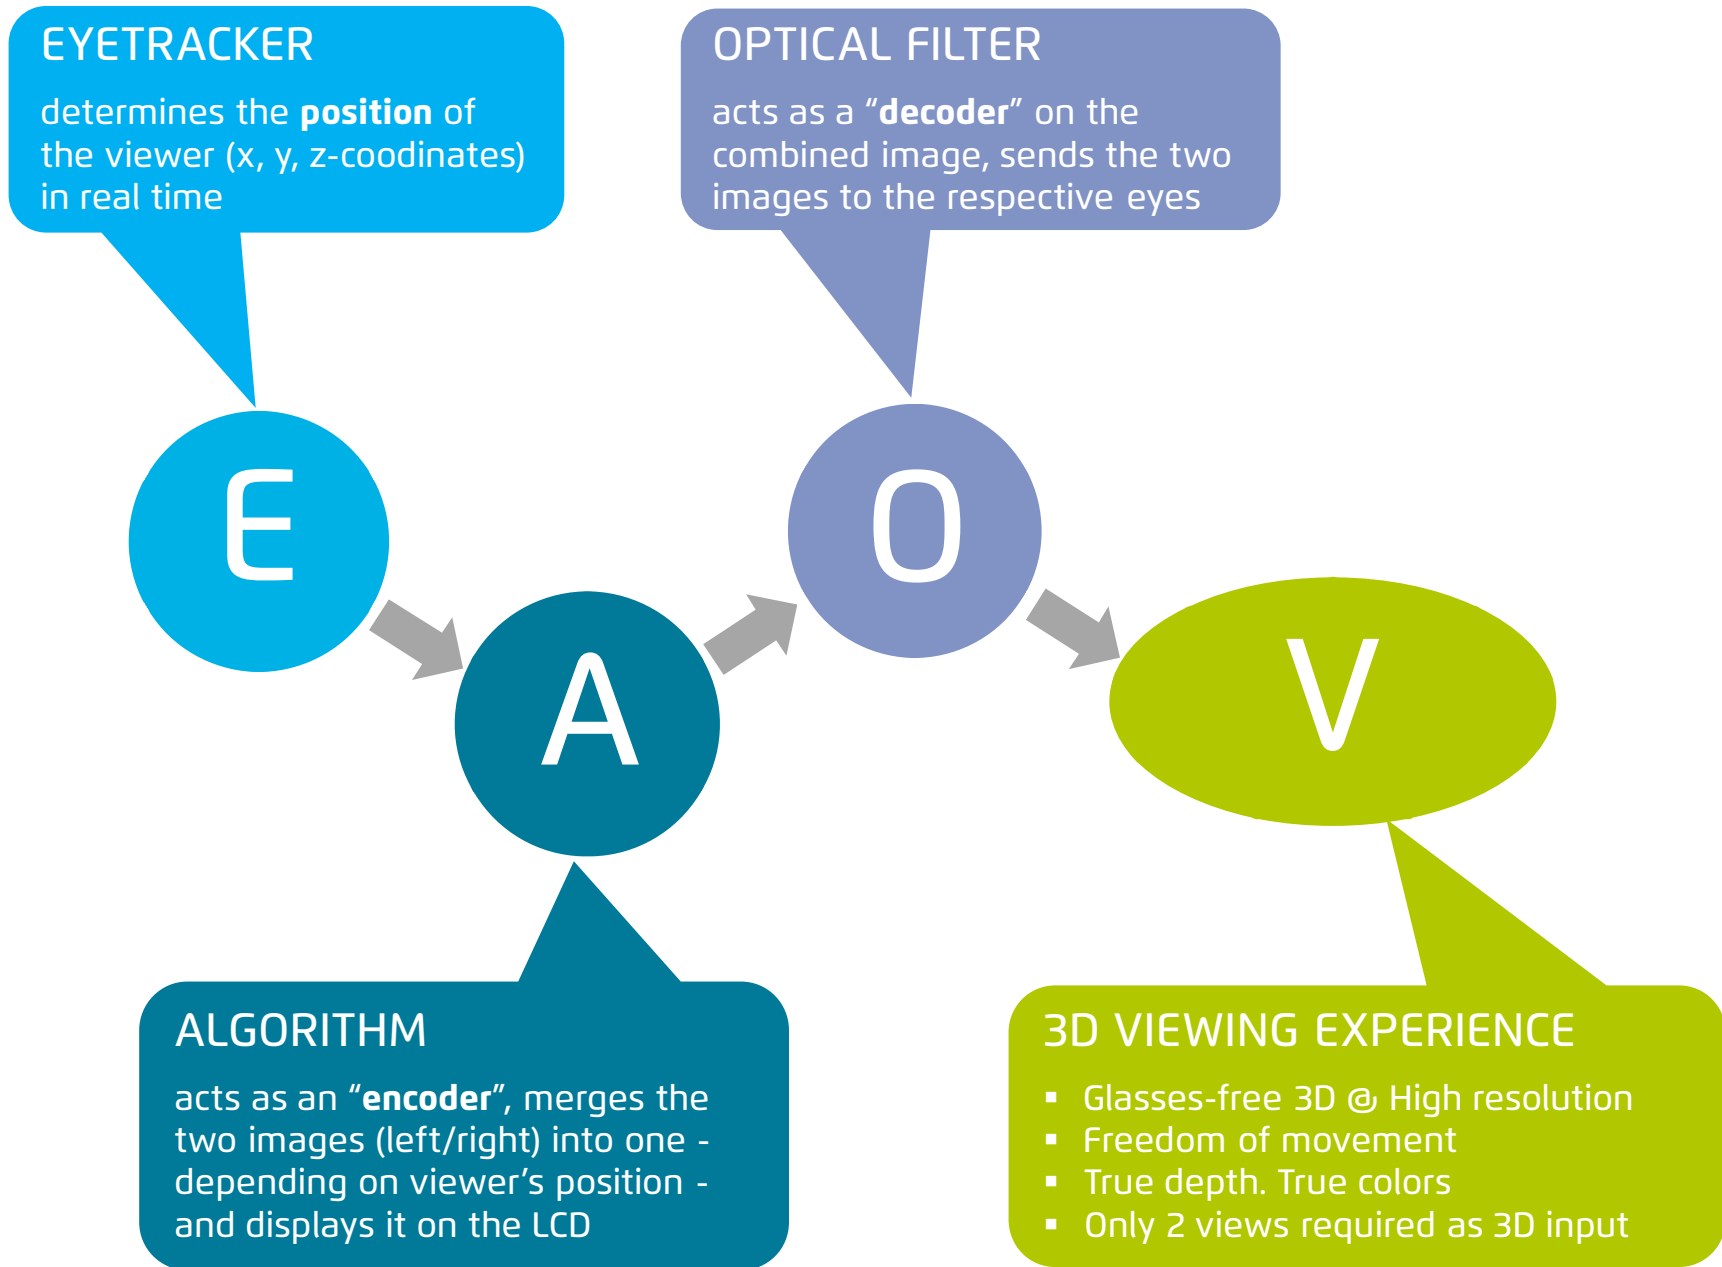 EYETRACKER
determines the position of
the viewer (x, y, z-coodinates)
in real time
OPTICAL FILTER
acts as a “decoder” on the
combined image, sends the two
images to the respective eyes
E
A
O
V
ALGORITHM
acts as an “encoder”, merges the
two images (left/right) into one -
depending on viewer’s position -
and displays it on the LCD
3D VIEWING EXPERIENCE
▪ Glasses-free 3D @ High resolution
▪ Freedom of movement
▪ True depth. True colors
▪ Only 2 views required as 3D input